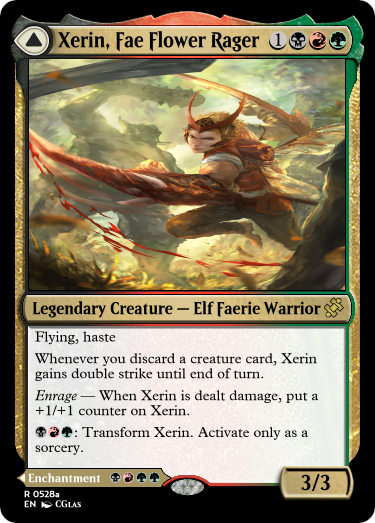 Xerin, Fae Flower Rager 1
Legendary Creature — Elf Faerie Warrior
Flying, haste
Whenever you discard a creature card, Xerin
gains double strike until end of turn.
Enrage — When Xerin is dealt damage, put a
+1/+1 counter on Xerin.
: Transform Xerin. Activate only as a
sorcery.
Enchantment
3/3
R 0528a
EN CGLAS